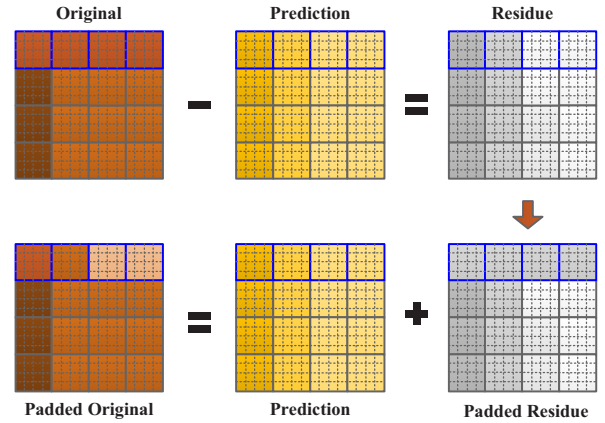 Original
Prediction
Residue
Padded Original
Prediction
Padded Residue